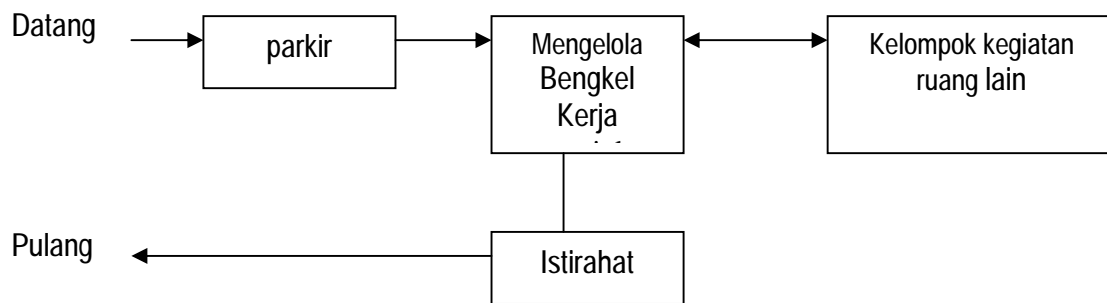 Datang
parkir
Mengelola
Bengkel
Kerja
Kelompok kegiatan
ruang lain
Pulang
Istirahat